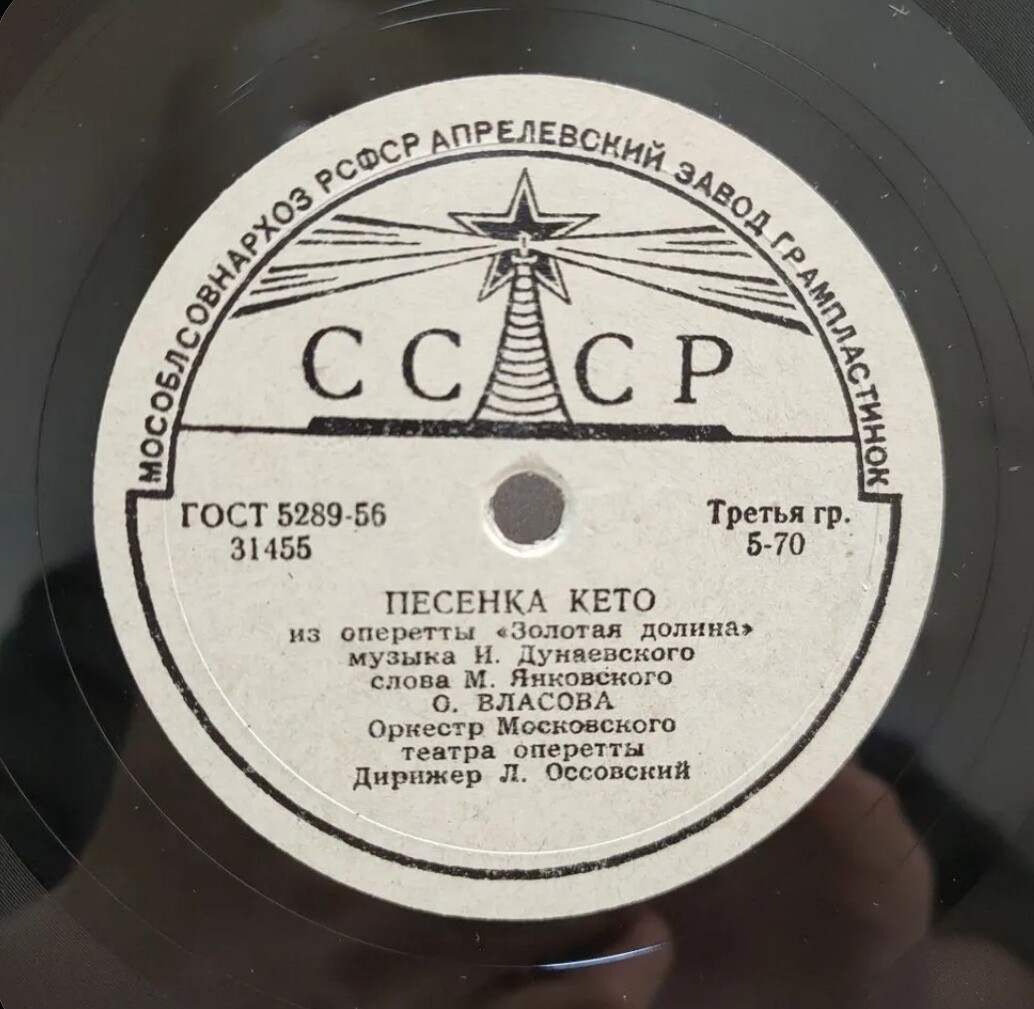 МОСОБЛСОВНАРХОЗ РСФСР АПРЕЛЕВСКИЙ ЗАВОД ГРАМПЛАСТИНОК
СССР
ГОСТ 5289-56
31455
Третья гр.
5-70
ПЕСЕНКА КЕТО
из оперетты «Золотая долина»
музыка И. Дунаевского
слова М. Янковского
О. ВЛАСОВА
Оркестр Московского
театра оперетты
Дирижер Л. Оссовский